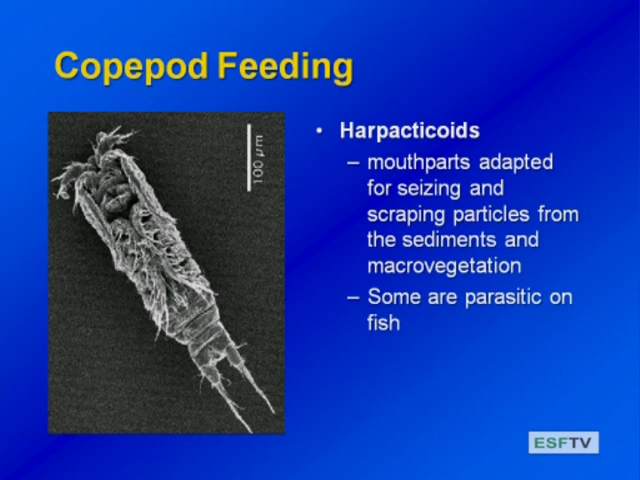 Copepod Feeding
100 µm
• Harpacticoids
– mouthparts adapted
for seizing and
scraping particles from
the sediments and
macrovegetation
– Some are parasitic on
fish
ESFTV